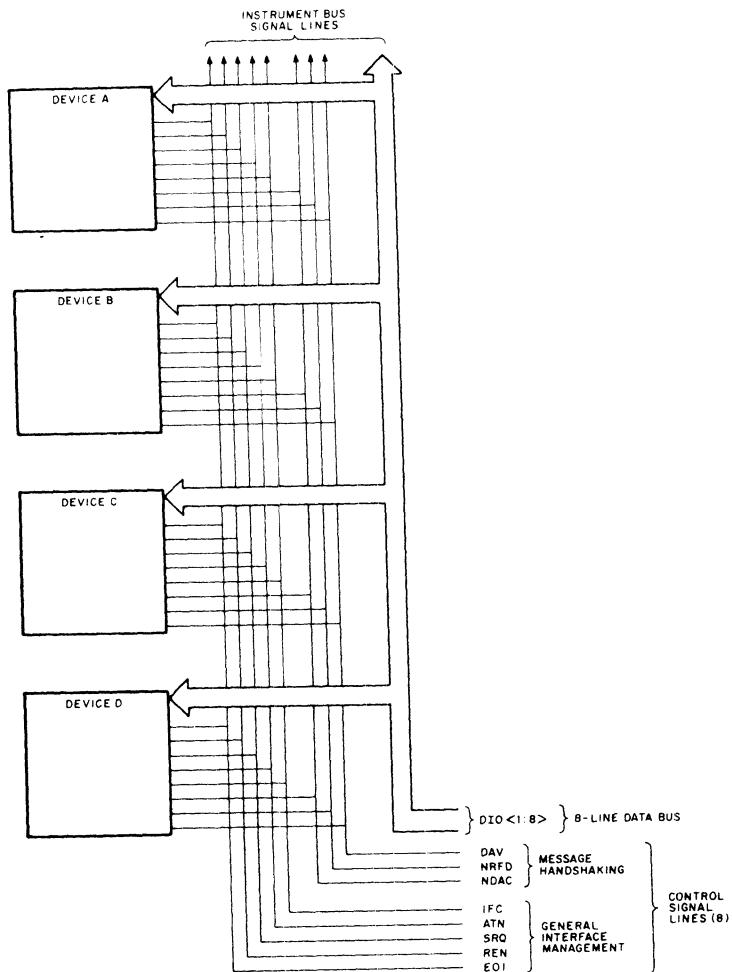 INSTRUMENT BUS
SIGNAL LINES
DEVICE A
DEVICE B
DEVICE C
DEVICE D
DIO <1:8>
8-LINE DATA BUS
DAV
NRFD
NDAC
MESSAGE
HANDSHAKING
IFC
ATN
SRQ
REN
EOI
GENERAL
INTERFACE
MANAGEMENT
CONTROL
SIGNAL
LINES (8)